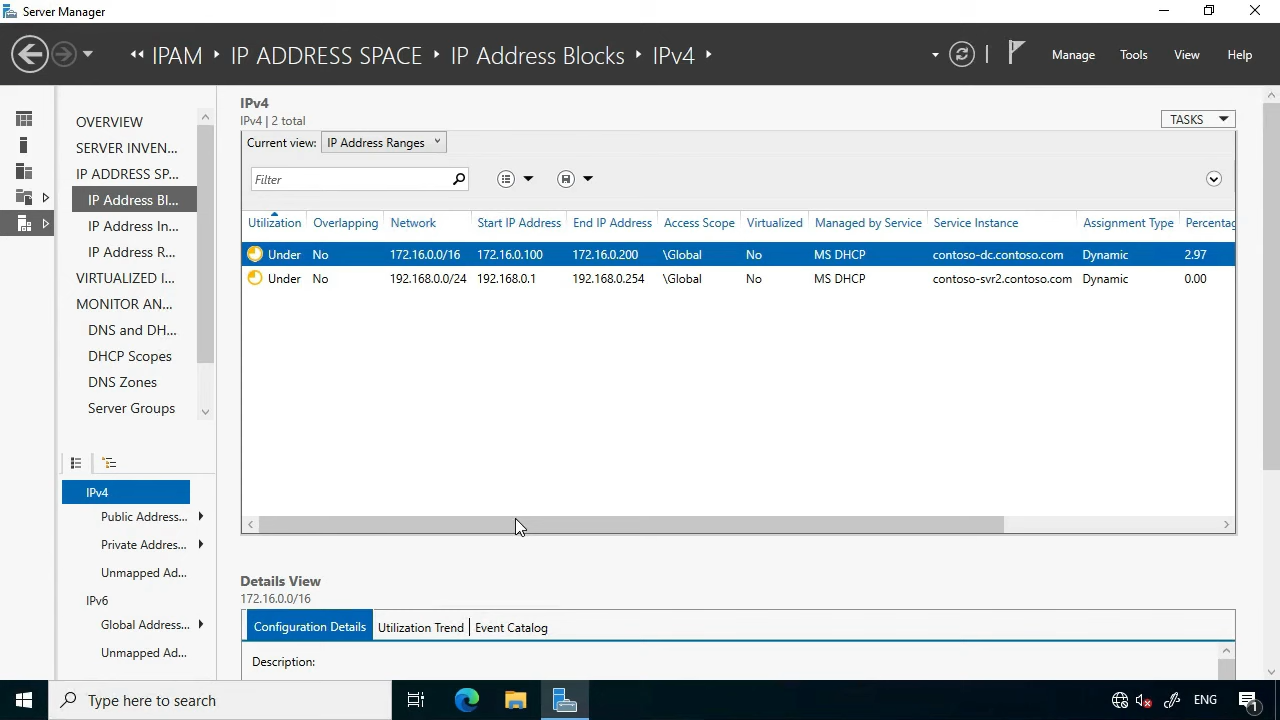 Server Manager
IPAM IP ADDRESS SPACE IP Address Blocks IPv4
Manage Tools View Help
OVERVIEW
SERVER INVEN...
IP ADDRESS SP...
IP Address Bl...
IP Address In...
IP Address R...
VIRTUALIZED I...
MONITOR AN...
DNS and DH...
DHCP Scopes
DNS Zones
Server Groups
IPv4
Public Address...
Private Addres...
Unmapped Ad...
IPv6
Global Address...
Unmapped Ad...
IPv4
IPv4 | 2 total
TASKS
Current view: IP Address Ranges
Filter
Utilization Overlapping Network Start IP Address End IP Address Access Scope Virtualized Managed by Service Service Instance Assignment Type Percentag
Under No 172.16.0.0/16 172.16.0.100 172.16.0.200 \Global No MS DHCP contoso-dc.contoso.com Dynamic 2.97
Under No 192.168.0.0/24 192.168.0.1 192.168.0.254 \Global No MS DHCP contoso-svr2.contoso.com Dynamic 0.00
Details View
172.16.0.0/16
Configuration Details Utilization Trend Event Catalog
Description:
Type here to search
ENG
1